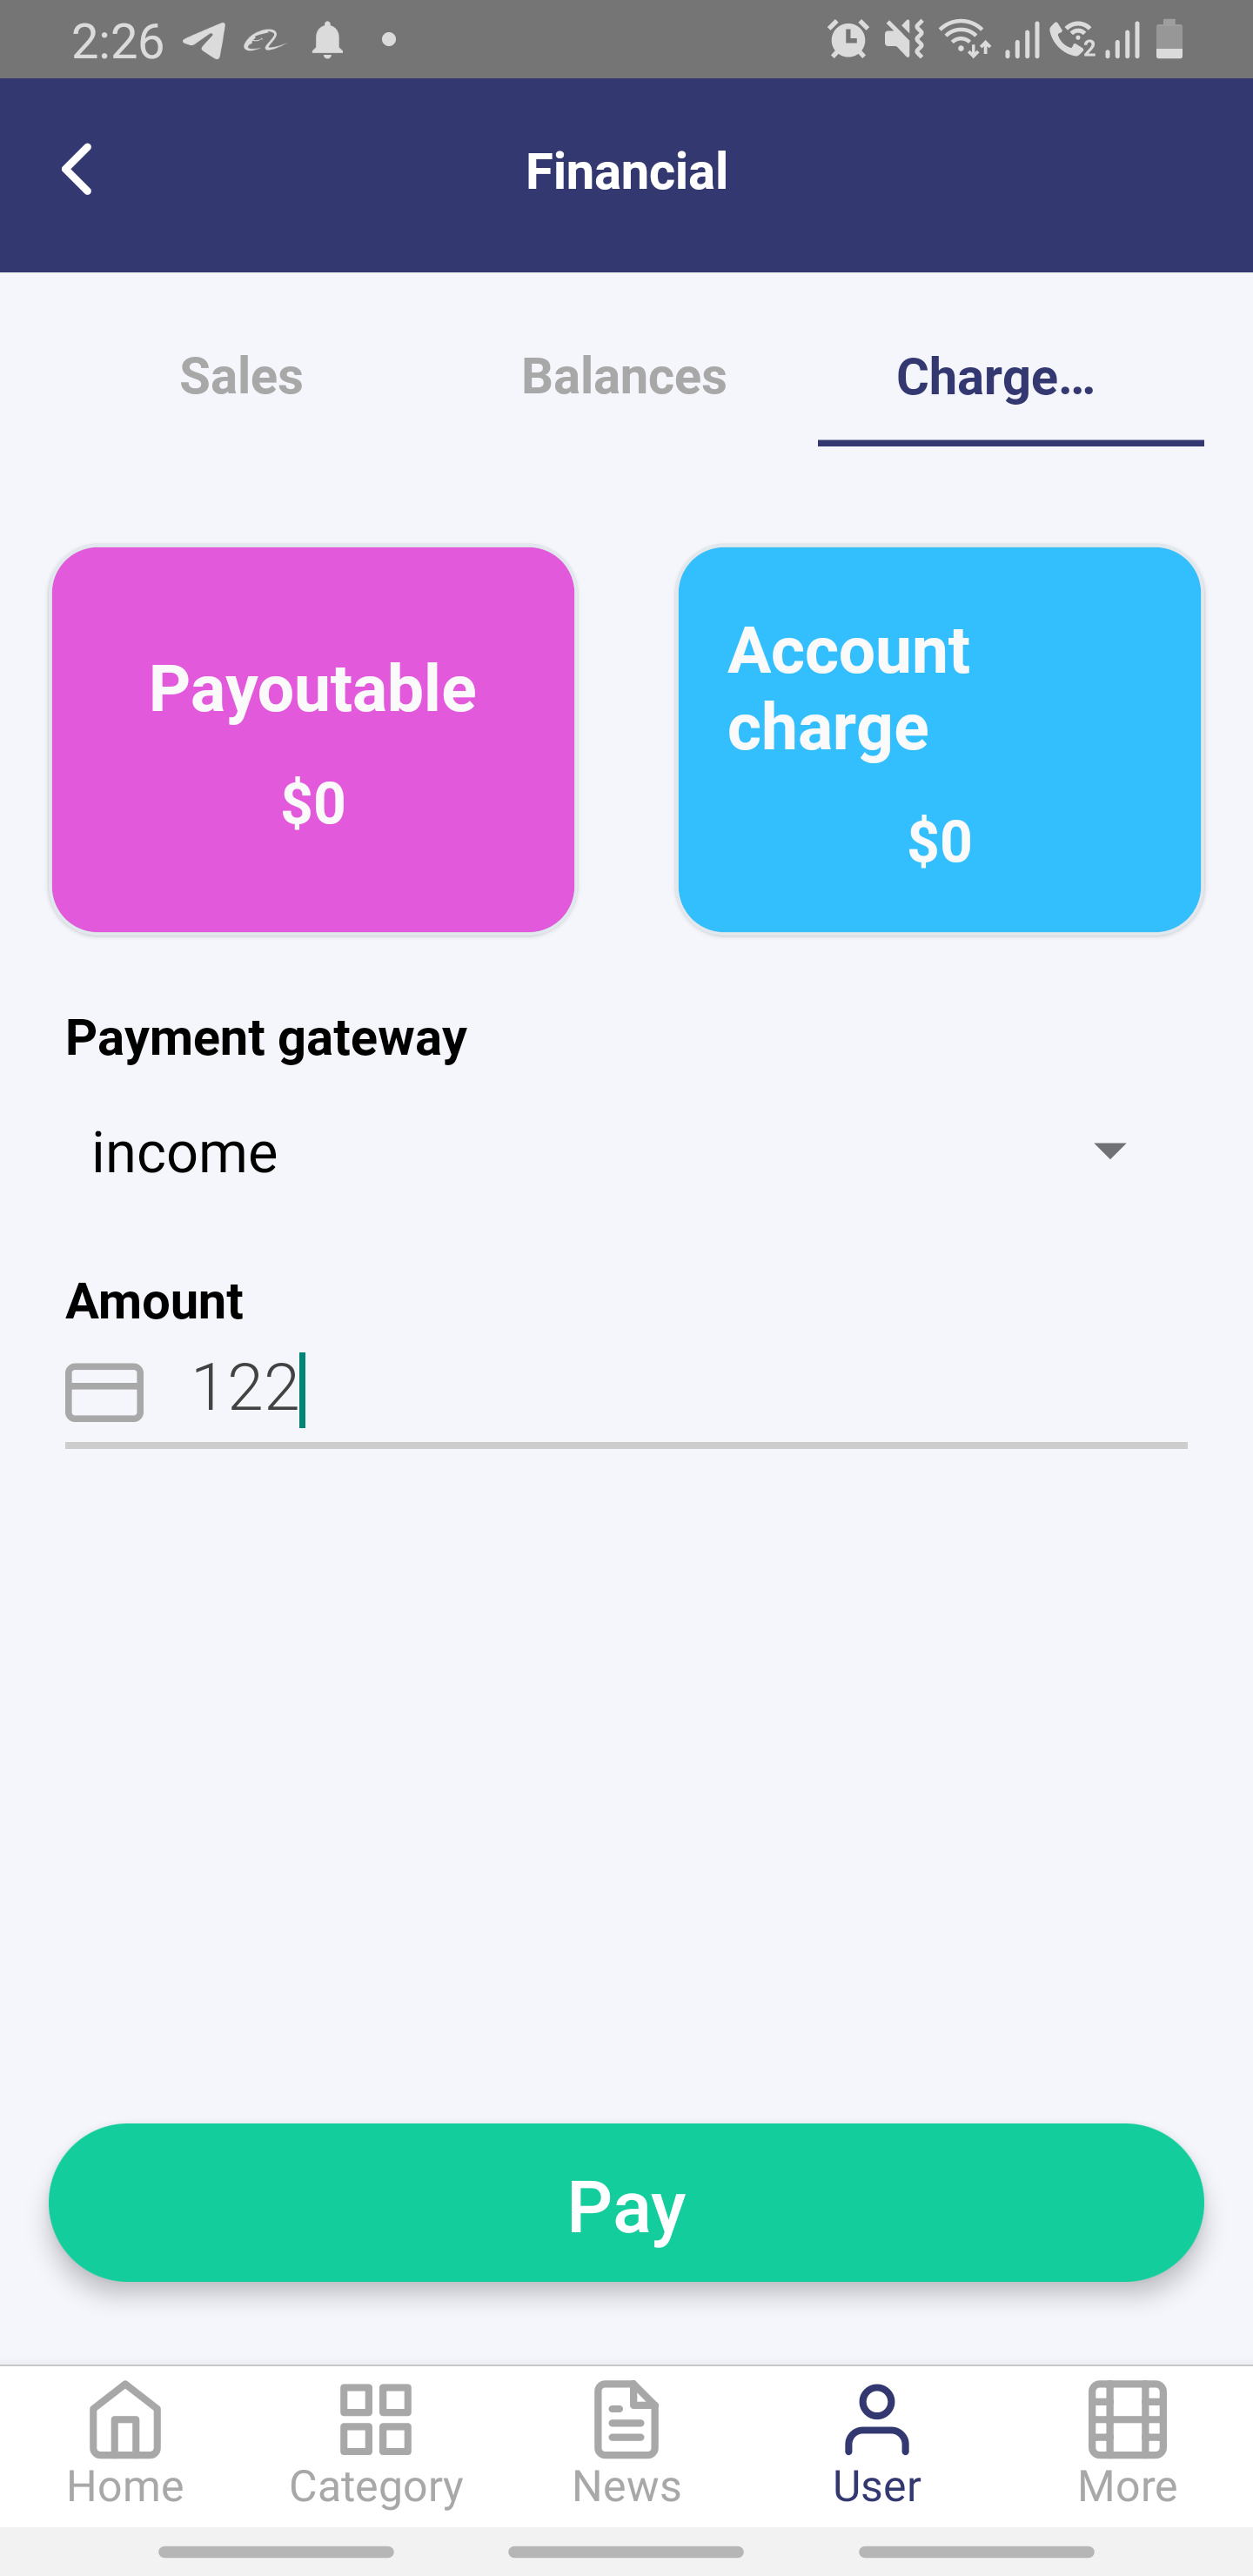 2:26
Financial
Sales
Balances
Charge...
Payoutable
$0
Account
charge
$0
Payment gateway
income
Amount
122
Pay
Home
Category
News
User
More